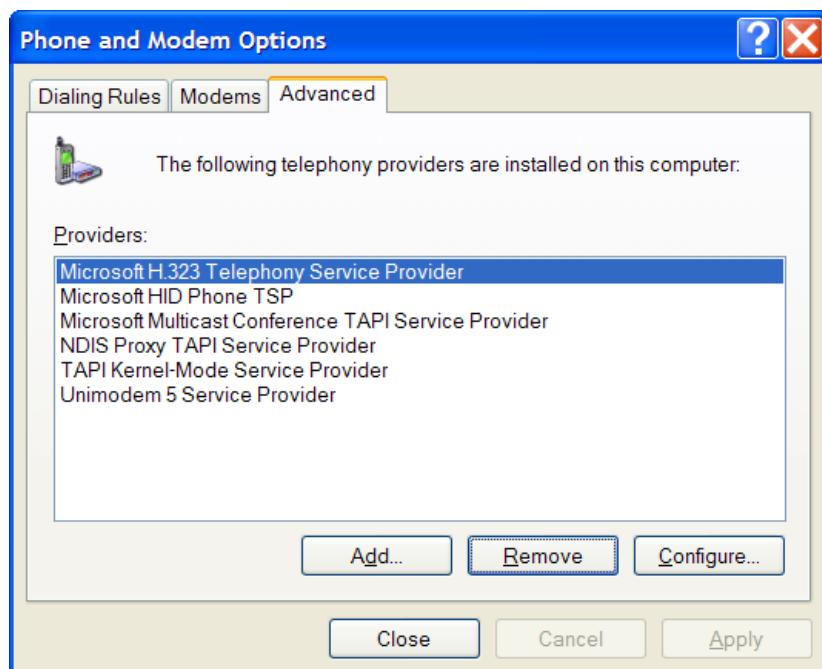 Phone and Modem Options
Dialing Rules Modems Advanced
The following telephony providers are installed on this computer:
Providers:
Microsoft H.323 Telephony Service Provider
Microsoft HID Phone TSP
Microsoft Multicast Conference TAPI Service Provider
NDIS Proxy TAPI Service Provider
TAPI Kernel-Mode Service Provider
Unimodem 5 Service Provider
Add... Remove Configure...
Close Cancel Apply